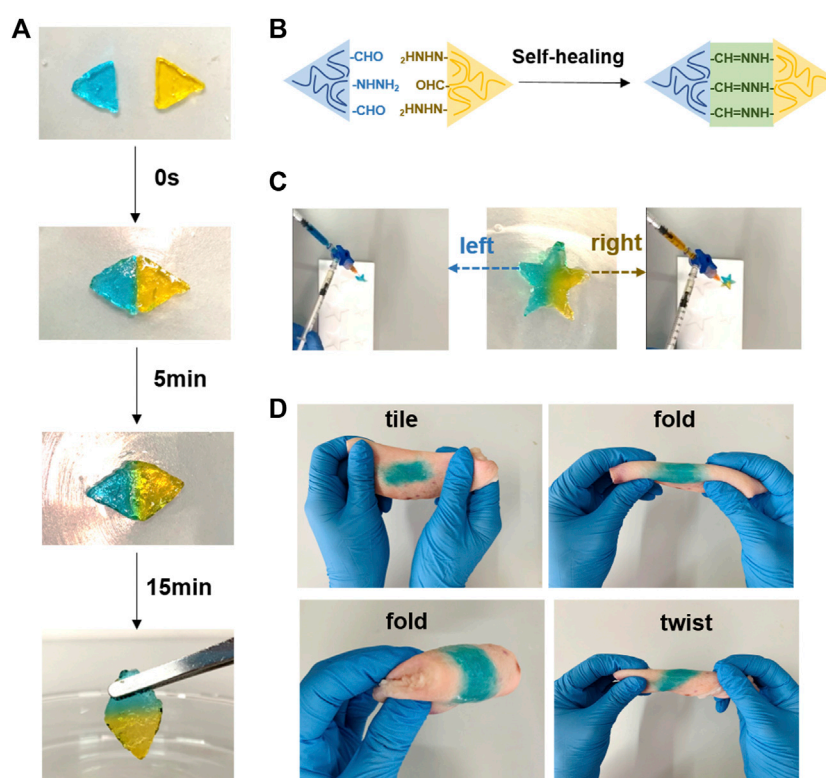 A
0s
5min
15min
B
-CHO ₂HNHN-
-NHNH₂ OHC-
-CHO ₂HNHN-
Self-healing
-CH=NNH-
-CH=NNH-
-CH=NNH-
C
left
right
D
tile
fold
fold
twist